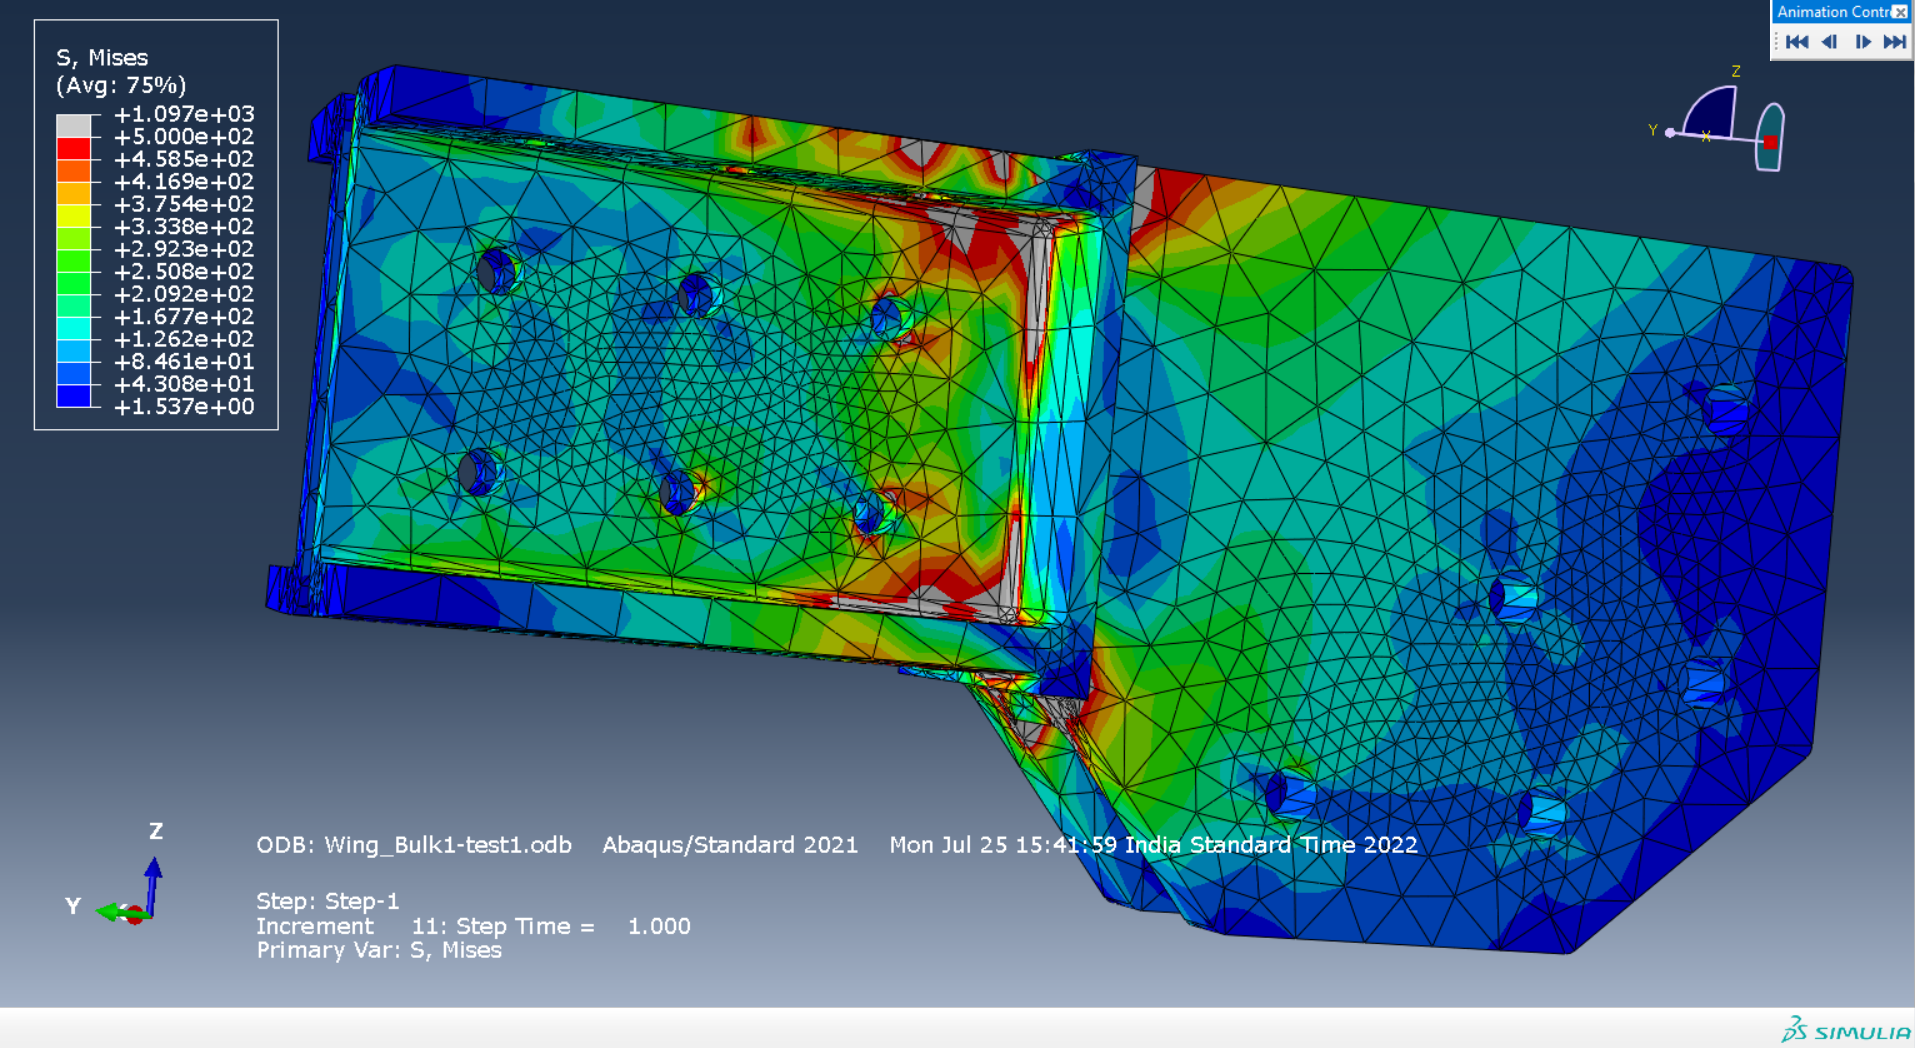 Animation Contr
S, Mises
(Avg: 75%)
+1.097e+03
+5.000e+02
+4.585e+02
+4.169e+02
+3.754e+02
+3.338e+02
+2.923e+02
+2.508e+02
+2.092e+02
+1.677e+02
+1.262e+02
+8.461e+01
+4.308e+01
+1.537e+00
Z
Y
X
Z
Y
ODB: Wing_Bulk1-test1.odb Abaqus/Standard 2021 Mon Jul 25 15:41:59 India Standard Time 2022
Step: Step-1
Increment 11: Step Time = 1.000
Primary Var: S, Mises
SIMULIA